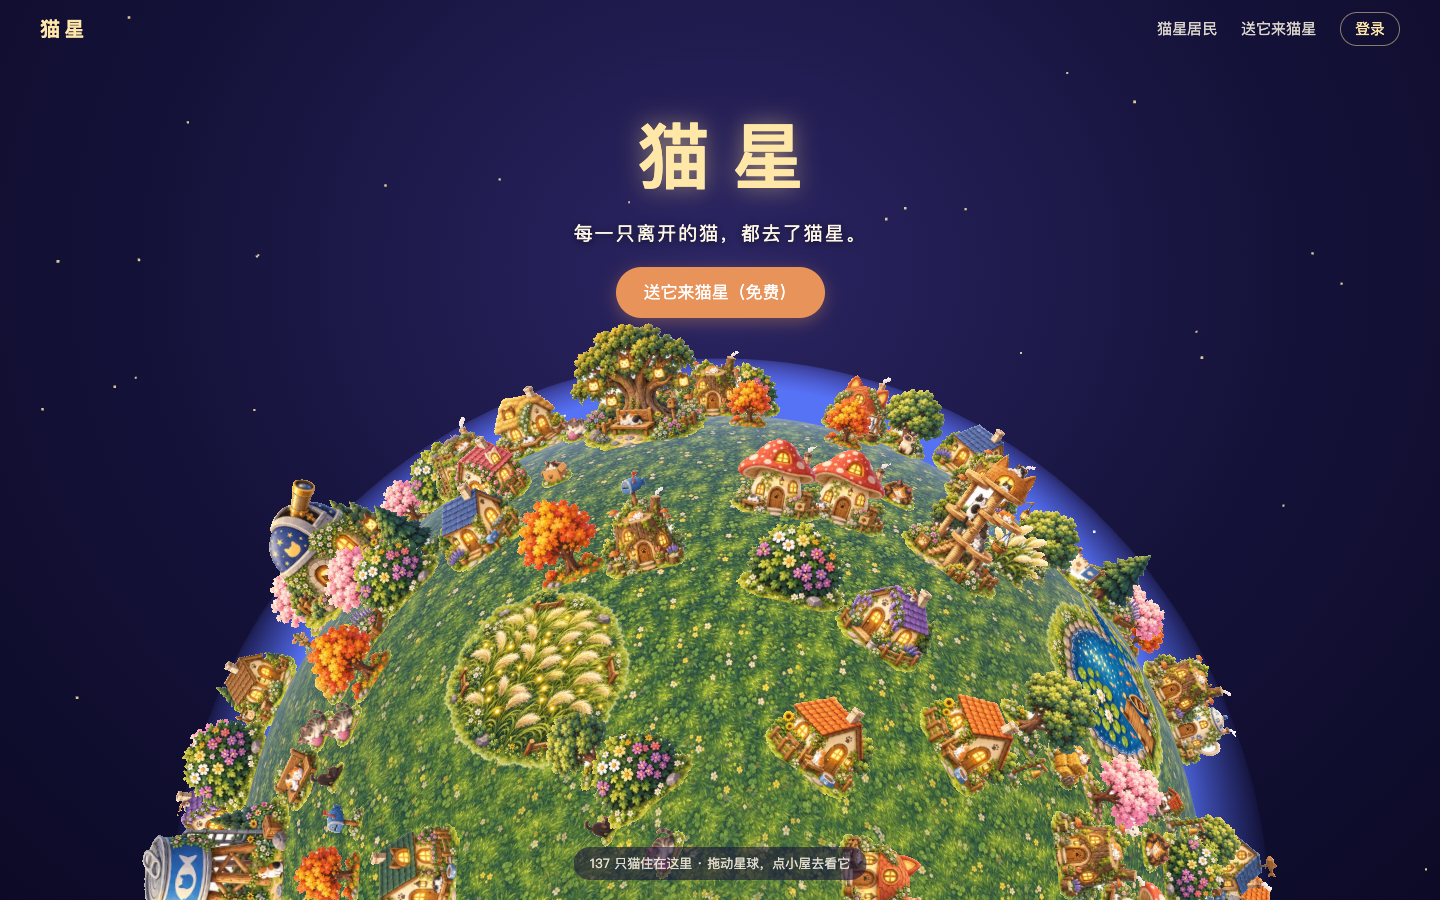 猫星
猫星居民
送它来猫星
登录
猫星
每一只离开的猫，都去了猫星。
送它来猫星（免费）
137 只猫住在这里 · 拖动星球，点小屋去看它